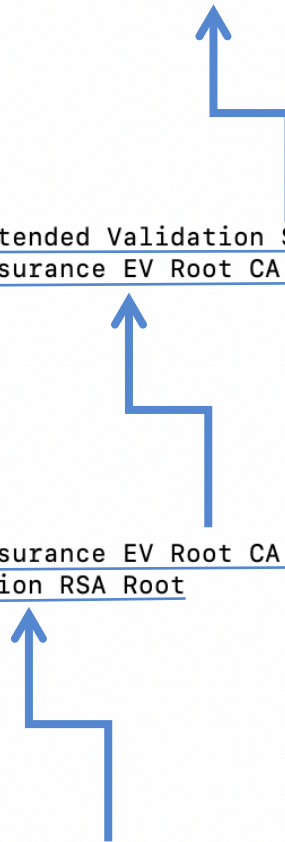 tended Validation S
surance EV Root CA
surance EV Root CA
ion RSA Root